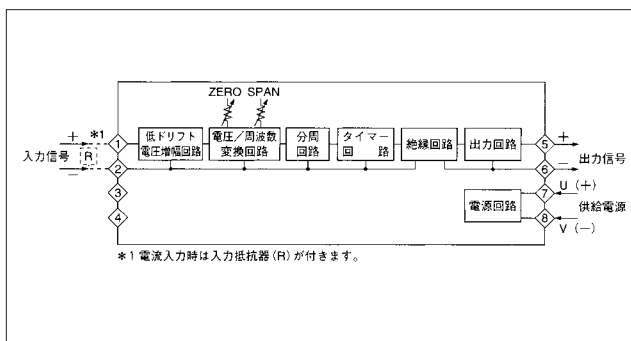 ZERO SPAN
+
*1
1
低ドリフト
電圧増幅回路
電圧／周波数
変換回路
分周
回路
タイマー
回　路
絶縁回路
出力回路
5
+
入力信号
R
出力信号
−
2
6
−
3
7
U (+)
電源回路
供給電源
4
8
V (−)
*1 電流入力時は入力抵抗器(R)が付きます。